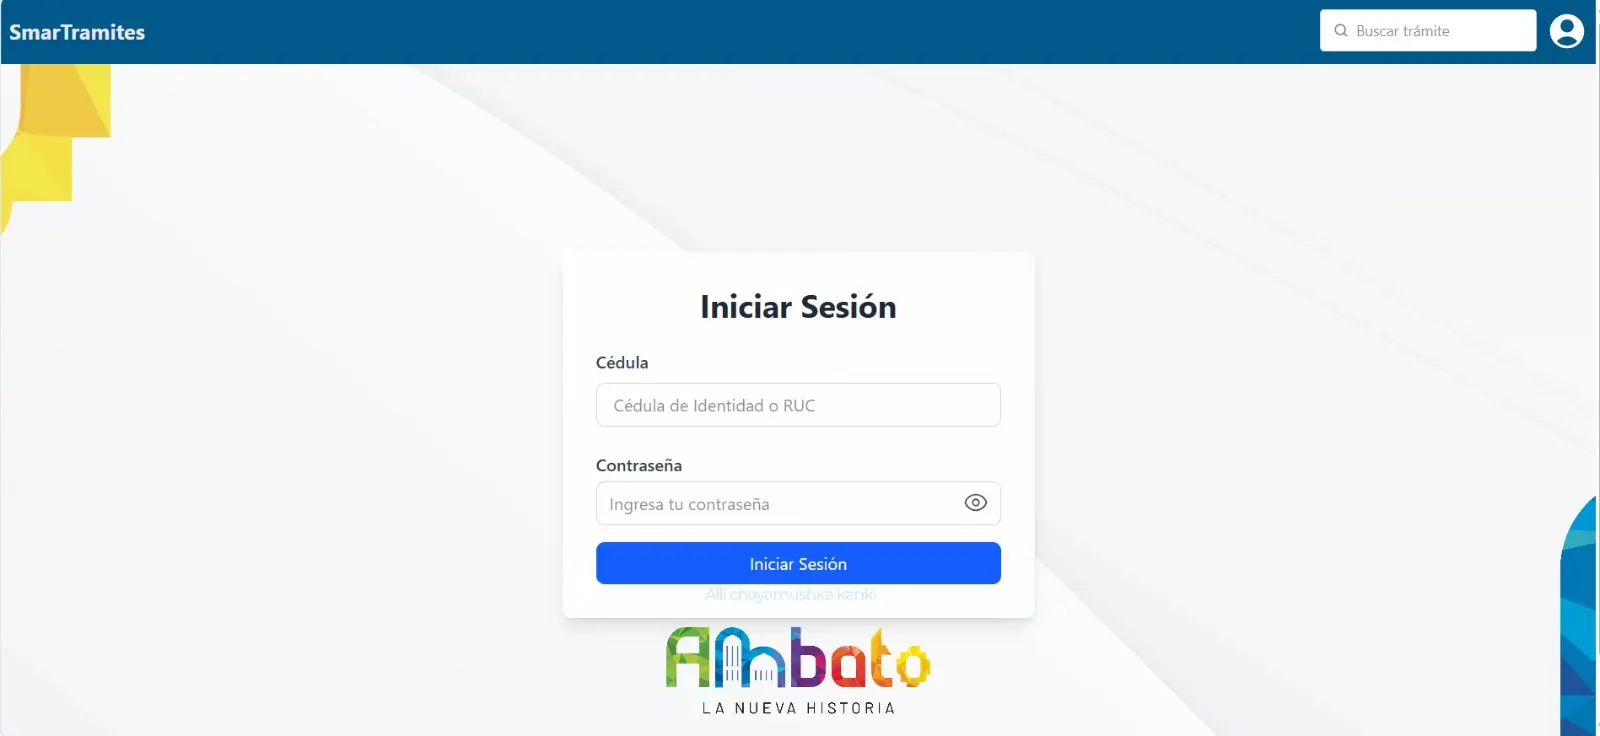 SmarTramites
Buscar trámite
Iniciar Sesión
Cédula
Cédula de Identidad o RUC
Contraseña
Ingresa tu contraseña
Iniciar Sesión
Alli chayamushka kanki
Ambato
LA NUEVA HISTORIA